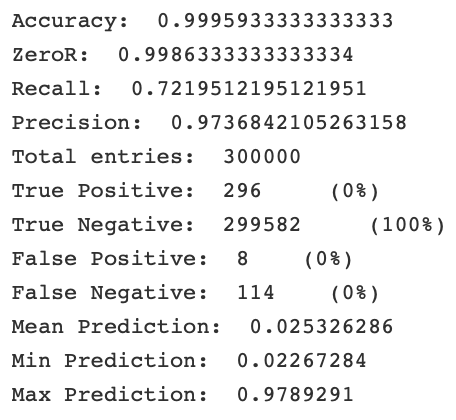 Accuracy:  0.9995933333333333
ZeroR:  0.9986333333333334
Recall:  0.7219512195121951
Precision:  0.9736842105263158
Total entries:  300000
True Positive:  296     (0%)
True Negative:  299582     (100%)
False Positive:  8    (0%)
False Negative:  114    (0%)
Mean Prediction:  0.025326286
Min Prediction:  0.02267284
Max Prediction:  0.9789291